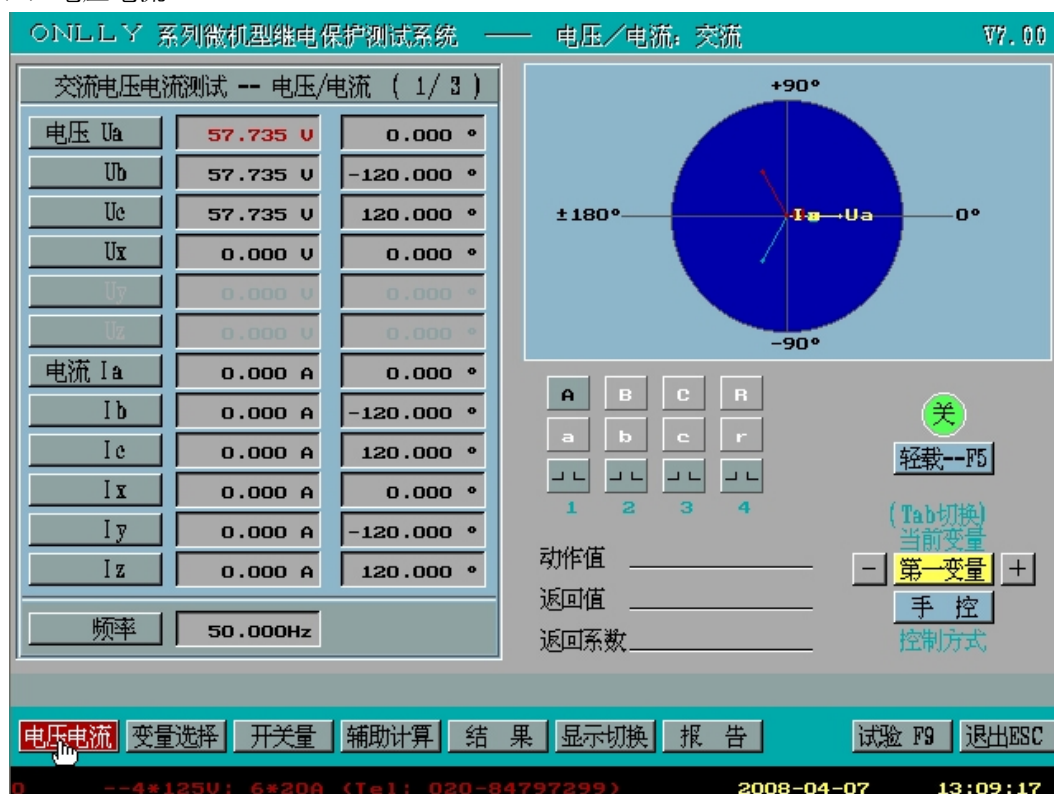 ONLLY 系列微机型继电保护测试系统 —— 电压/电流: 交流 V7.00
交流电压电流测试 -- 电压/电流 ( 1/ 3 )
电压 Ua 57.735 V 0.000 °
Ub 57.735 V -120.000 °
Uc 57.735 V 120.000 °
Ux 0.000 V 0.000 °
Uy 0.000 V 0.000 °
Uz 0.000 V 0.000 °
电流 Ia 0.000 A 0.000 °
Ib 0.000 A -120.000 °
Ic 0.000 A 120.000 °
Ix 0.000 A 0.000 °
Iy 0.000 A -120.000 °
Iz 0.000 A 120.000 °
频率 50.000Hz
+90°
±180° Ua 0°
-90°
A B C R
a b c r
1 2 3 4
关
轻载--F5
(Tab切换)
当前变量
- 第一变量 +
手 控
控制方式
动作值
返回值
返回系数
电压电流 变量选择 开关量 辅助计算 结 果 显示切换 报 告 试验 F9 退出ESC
--4*125V; 6*20A (Tel: 020-84797299) 2008-04-07 13:09:17